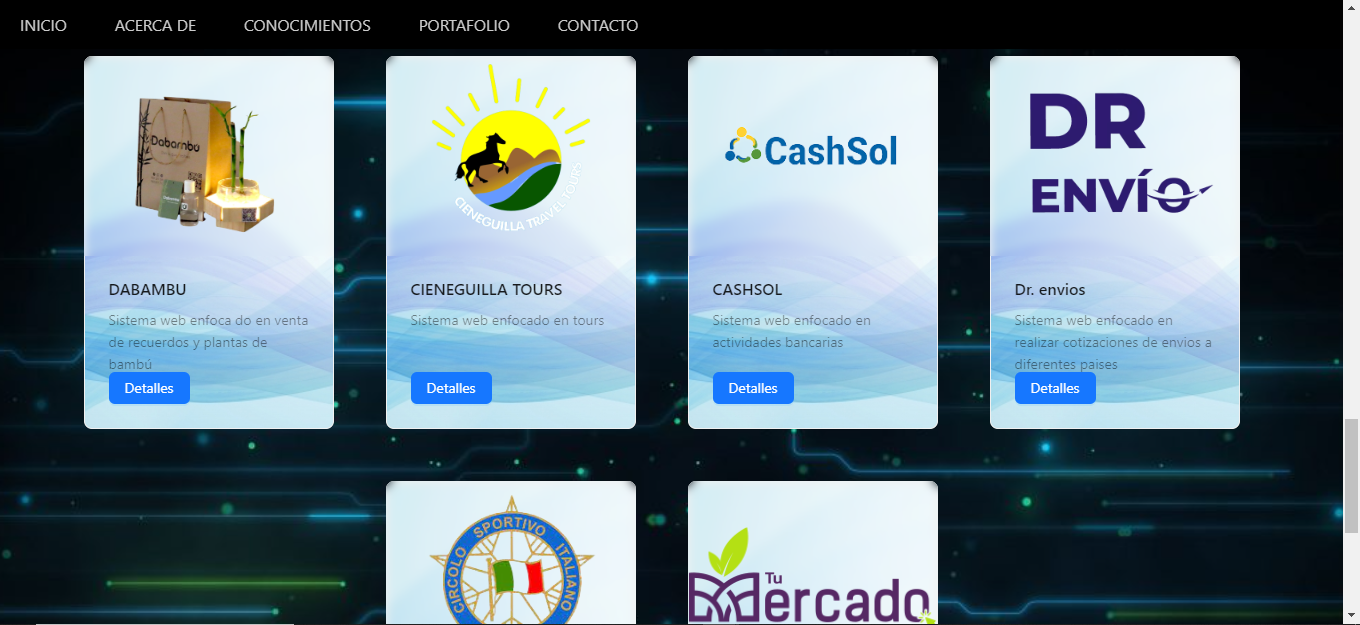 INICIO ACERCA DE CONOCIMIENTOS PORTAFOLIO CONTACTO
Dabambú
CIENEGUILLA TRAVEL TOURS
CashSol
DR
ENVÍO
DABAMBU
Sistema web enfoca do en venta
de recuerdos y plantas de
bambú
Detalles
CIENEGUILLA TOURS
Sistema web enfocado en tours
Detalles
CASHSOL
Sistema web enfocado en
actividades bancarias
Detalles
Dr. envios
Sistema web enfocado en
realizar cotizaciones de envios a
diferentes paises
Detalles
CIRCOLO SPORTIVO ITALIANO
Tu
Mercado